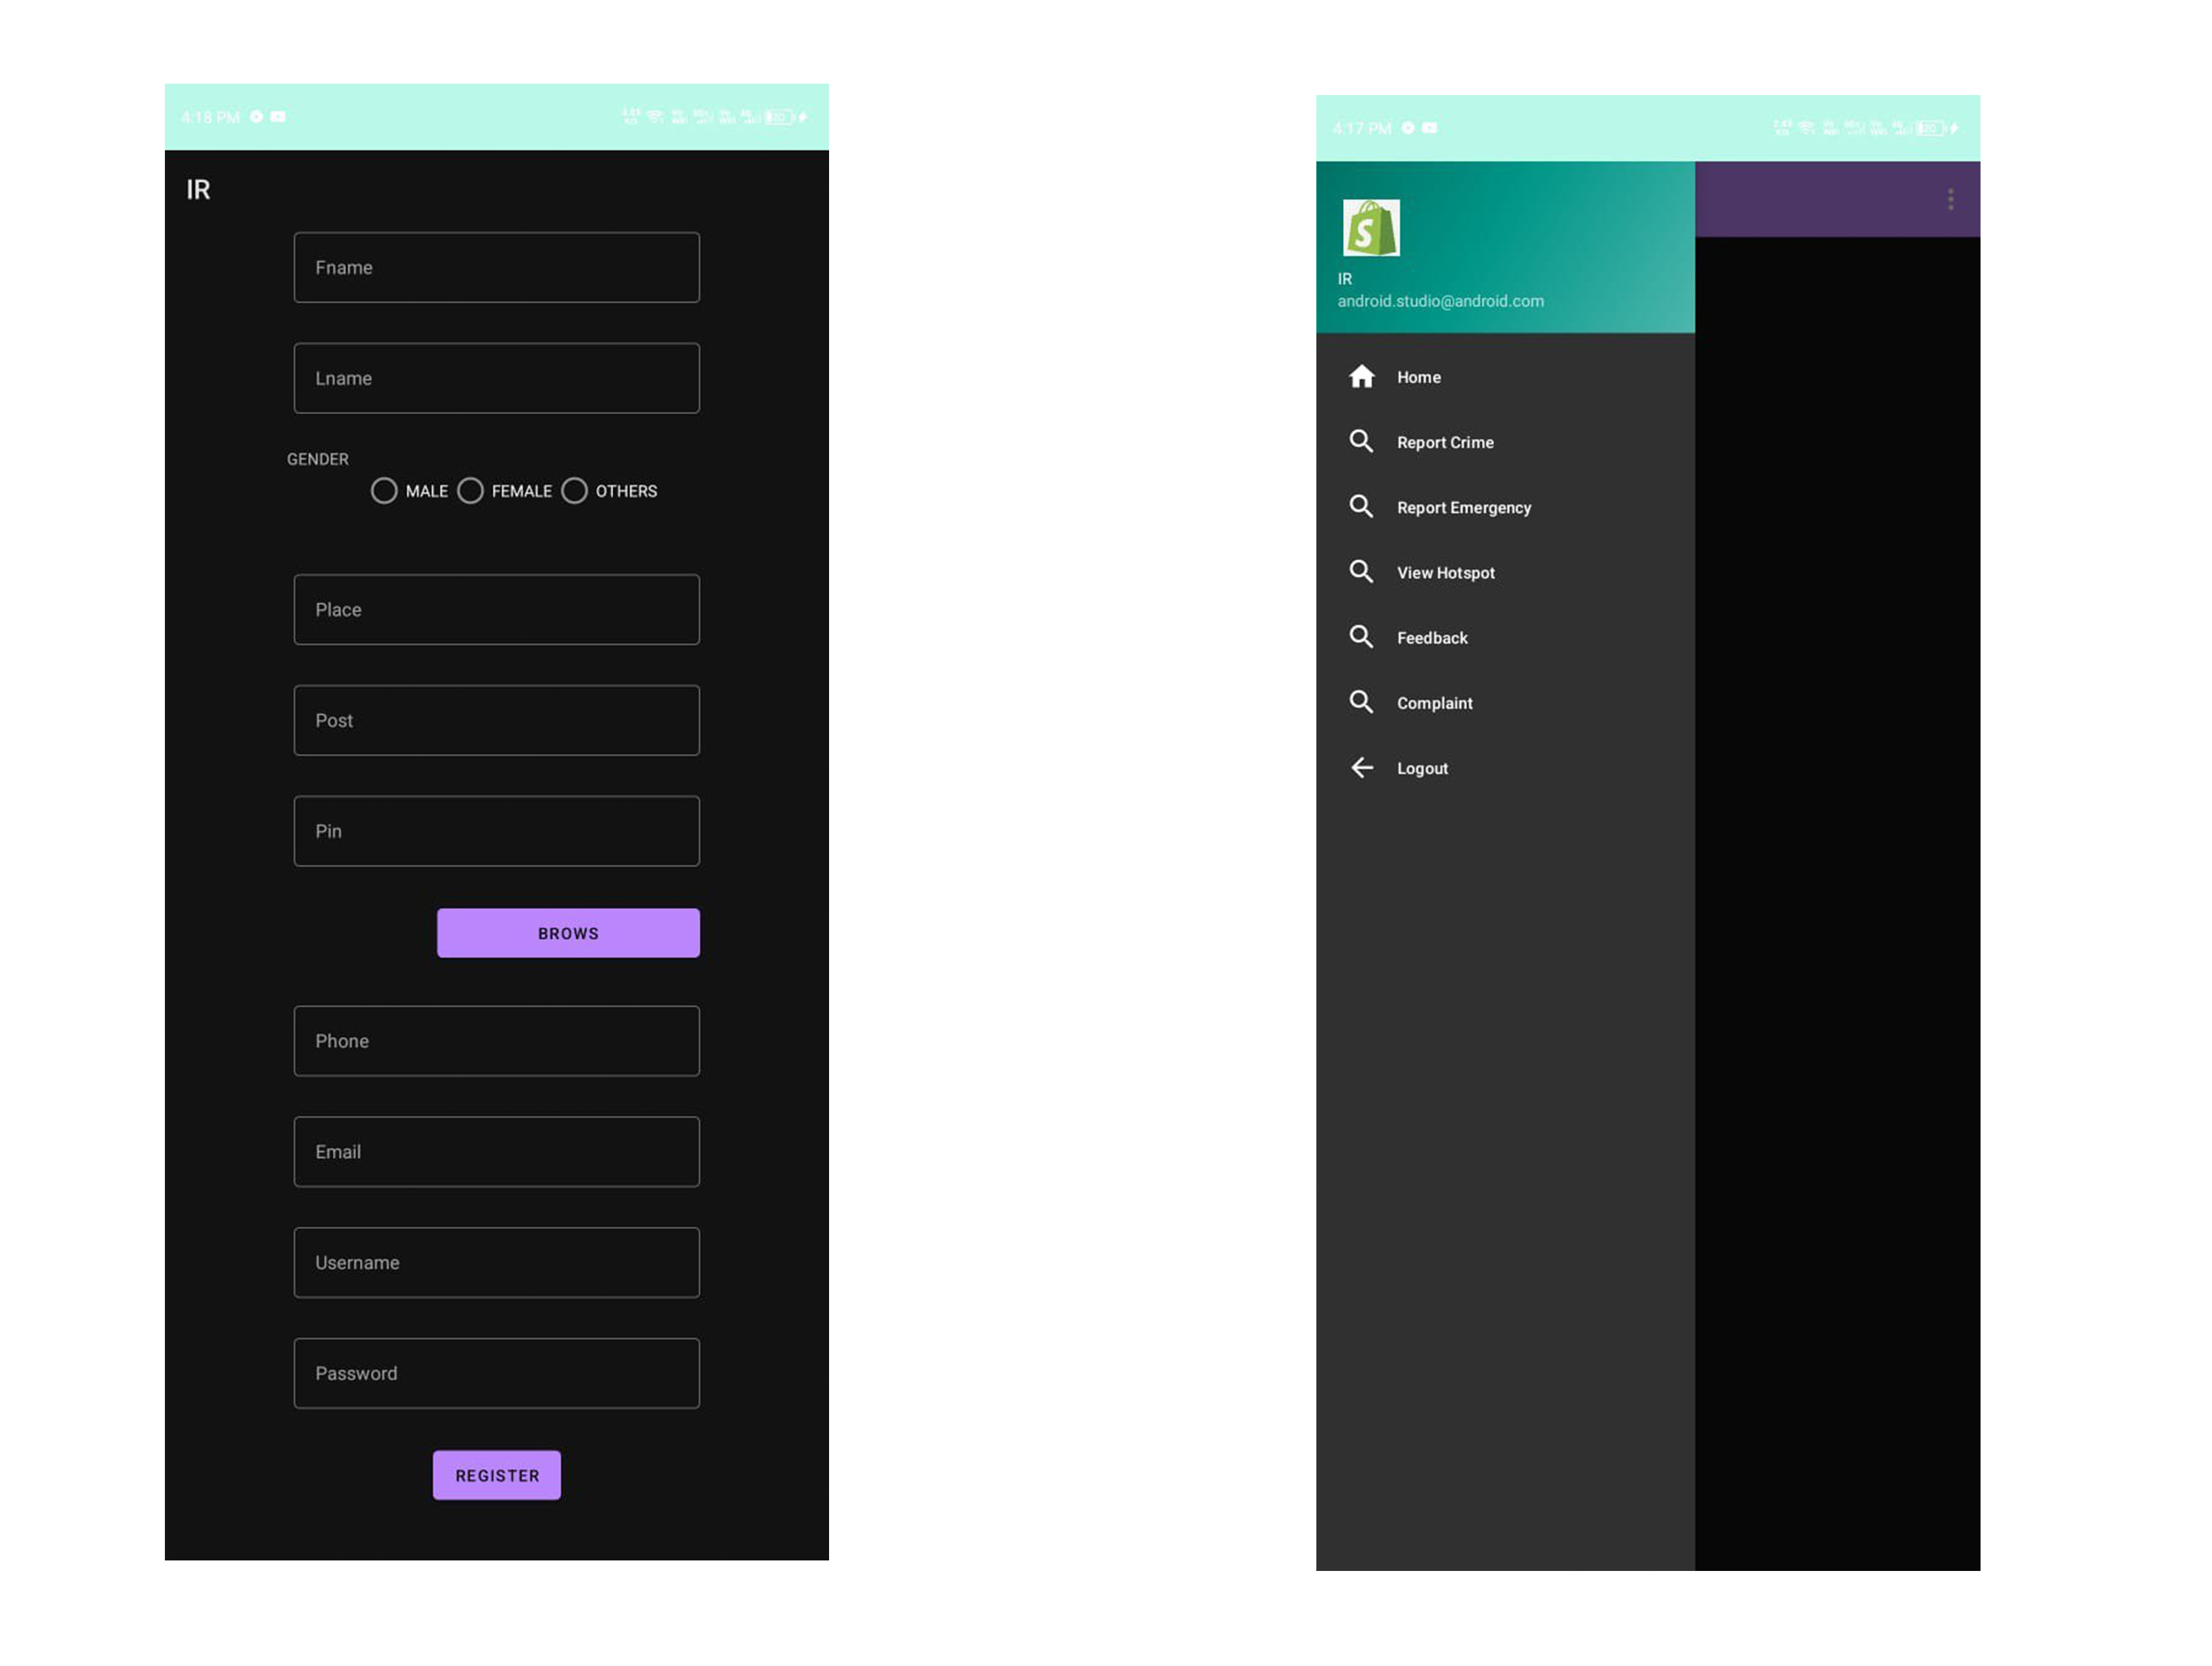 4:18 PM
IR
Fname
Lname
GENDER
MALE FEMALE OTHERS
Place
Post
Pin
BROWS
Phone
Email
Username
Password
REGISTER
4:17 PM
S
IR
android.studio@android.com
Home
Report Crime
Report Emergency
View Hotspot
Feedback
Complaint
Logout